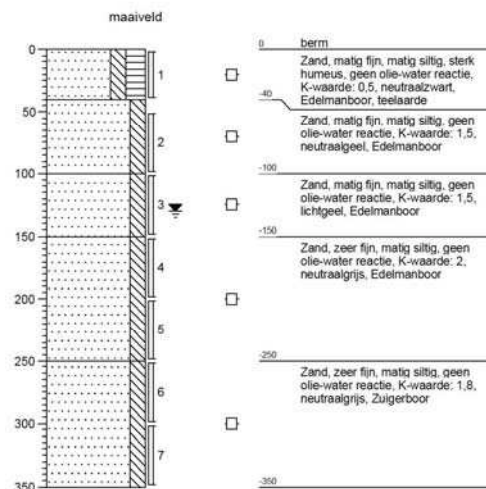 maaiveld
0
50
100
150
200
250
300
350
1
2
3
4
5
6
7
0 berm
Zand, matig fijn, matig siltig, sterk
humeus, geen olie-water reactie,
K-waarde: 0,5, neutraalzwart,
Edelmanboor, teelaarde
-40
Zand, matig fijn, matig siltig, geen
olie-water reactie, K-waarde: 1,5,
neutraalgeel, Edelmanboor
-100
Zand, matig fijn, matig siltig, geen
olie-water reactie, K-waarde: 1,5,
lichtgeel, Edelmanboor
-150
Zand, zeer fijn, matig siltig, geen
olie-water reactie, K-waarde: 2,
neutraalgrijs, Edelmanboor
-250
Zand, zeer fijn, matig siltig, geen
olie-water reactie, K-waarde: 1,8,
neutraalgrijs, Zuigerboor
-350